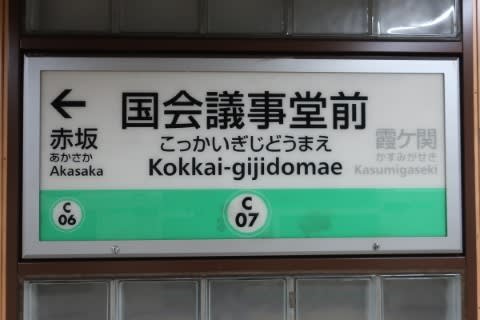 ←
赤坂
あかさか
Akasaka
国会議事堂前
こっかいぎじどうまえ
Kokkai-gijidomae
霞ケ関
かすみがせき
Kasumigaseki
C
06
C
07